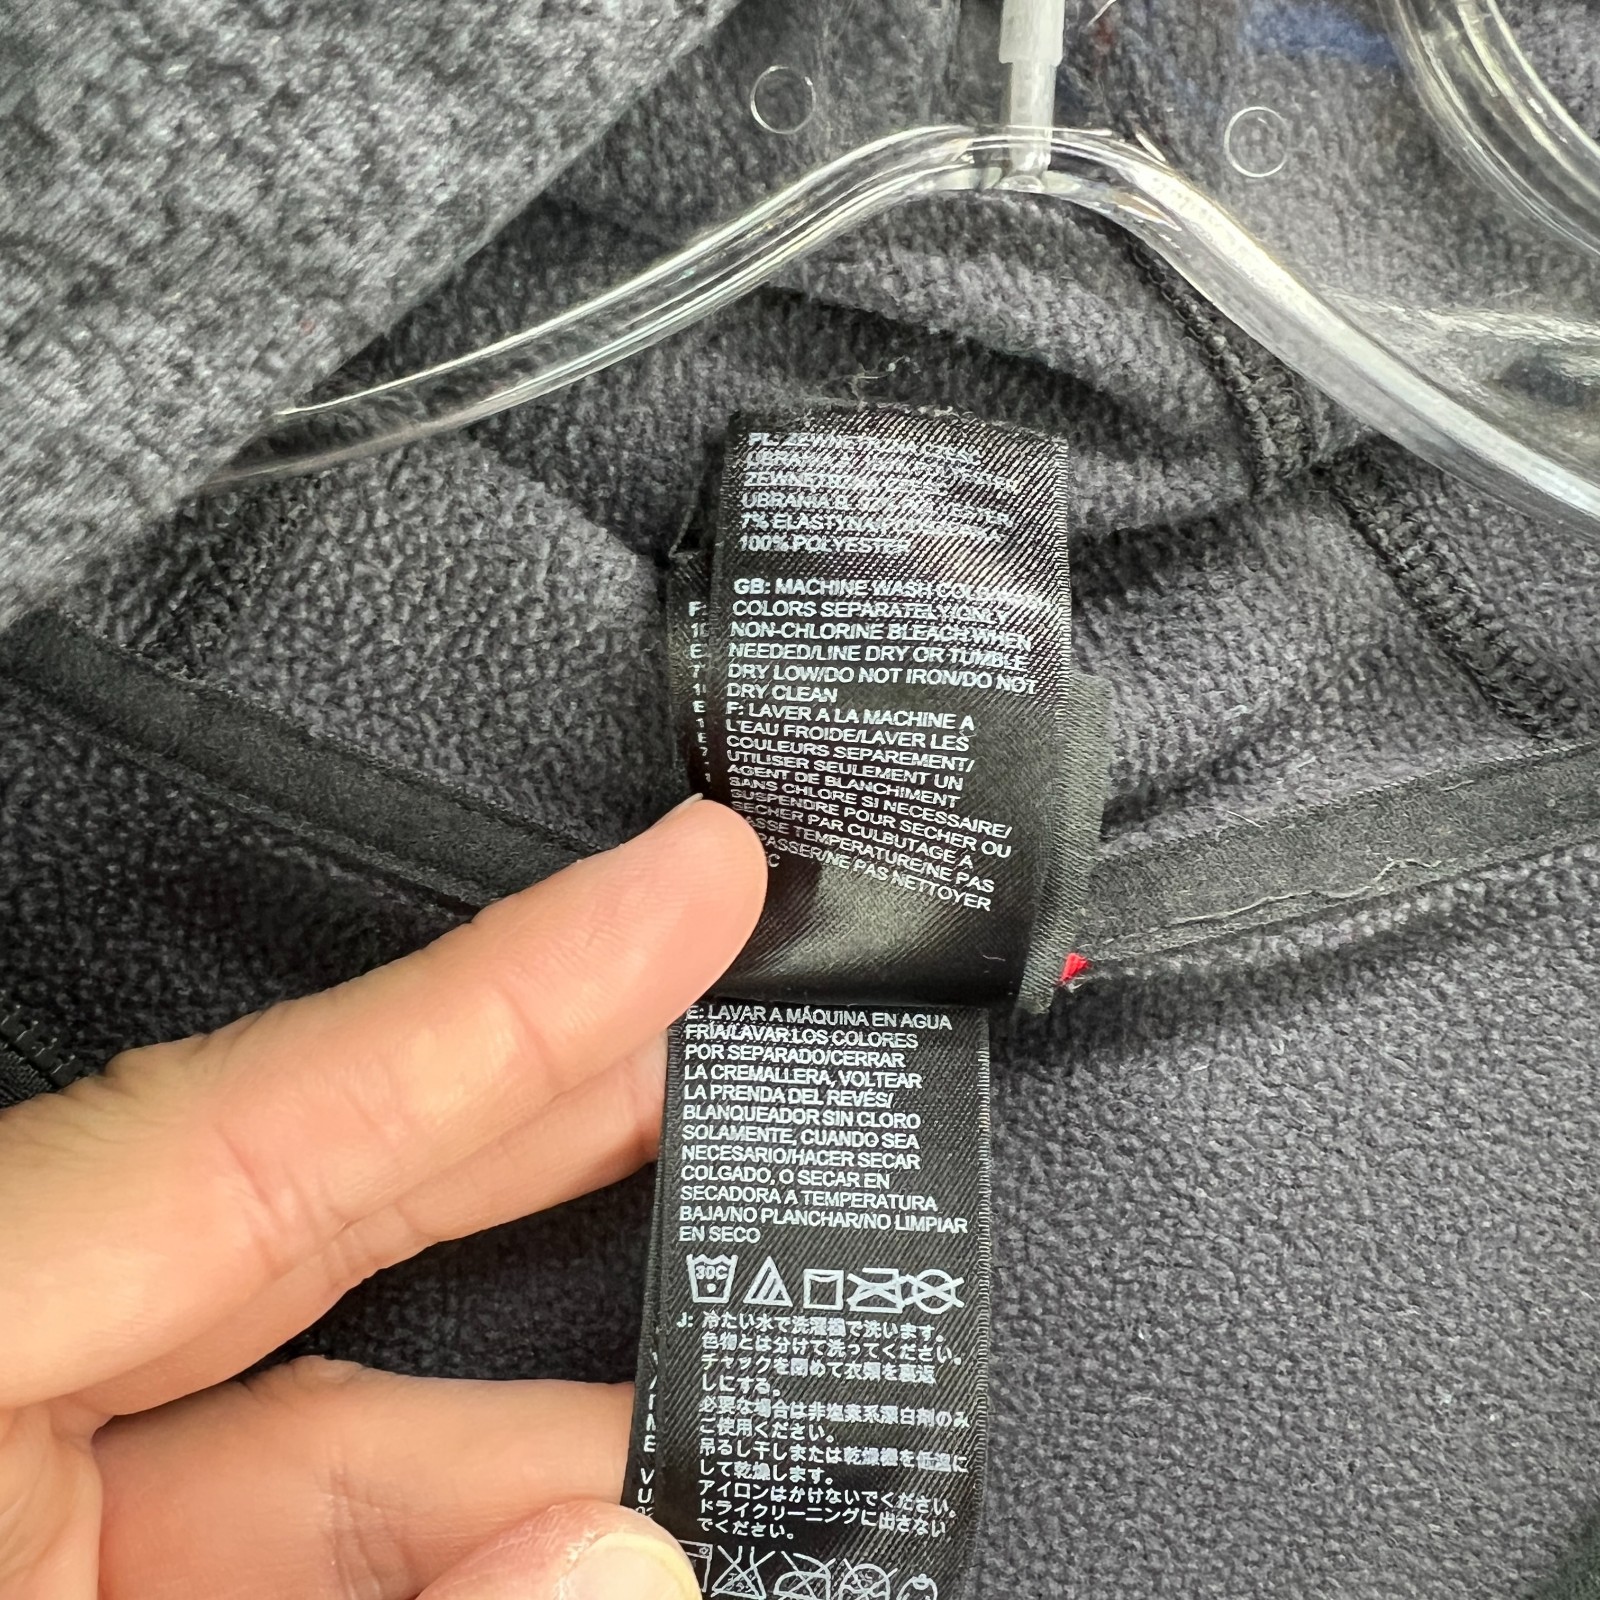 PL: ZEWNĘTRZNA CZĘŚĆ
100% POLYESTER
GB: MACHINE WASH COLD
COLORS SEPARATELY/ONLY
NON-CHLORINE BLEACH WHEN
NEEDED/LINE DRY OR TUMBLE
DRY LOW/DO NOT IRON/DO NOT
DRY CLEAN
F: LAVER A LA MACHINE A
L'EAU FROIDE/LAVER LES
COULEURS SEPAREMENT/
UTILISER SEULEMENT UN
AGENT DE BLANCHIMENT
SANS CHLORE SI NECESSAIRE/
SUSPENDRE POUR SECHER OU
SECHER PAR CULBUTAGE A
TEMPERATURE/NE PAS
PASSER/NE PAS NETTOYER
E: LAVAR A MÁQUINA EN AGUA
FRÍA/LAVAR LOS COLORES
POR SEPARADO/CERRAR
LA CREMALLERA, VOLTEAR
LA PRENDA DEL REVÉS/
BLANQUEADOR SIN CLORO
SOLAMENTE, CUANDO SEA
NECESARIO/HACER SECAR
COLGADO, O SECAR EN
SECADORA A TEMPERATURA
BAJA/NO PLANCHAR/NO LIMPIAR
EN SECO
30C
J: 冷たい水で洗濯機で洗います。
色物とは分けて洗うてください。
チャックを閉めて衣類を裏返
しにする。
必要な場合は非塩素系漂白剤のみ
ご使用ください。
吊るし干しまたは乾燥機を低温に
して乾燥します。
アイロンはかけないでください。
ドライクリーニングに出さない
でください。